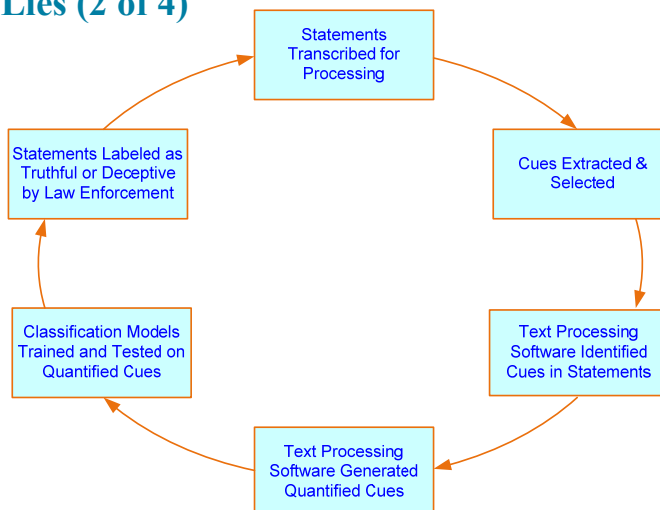 Lies (2 of 4)
Statements
Transcribed for
Processing
Statements Labeled as
Truthful or Deceptive
by Law Enforcement
Cues Extracted &
Selected
Classification Models
Trained and Tested on
Quantified Cues
Text Processing
Software Identified
Cues in Statements
Text Processing
Software Generated
Quantified Cues